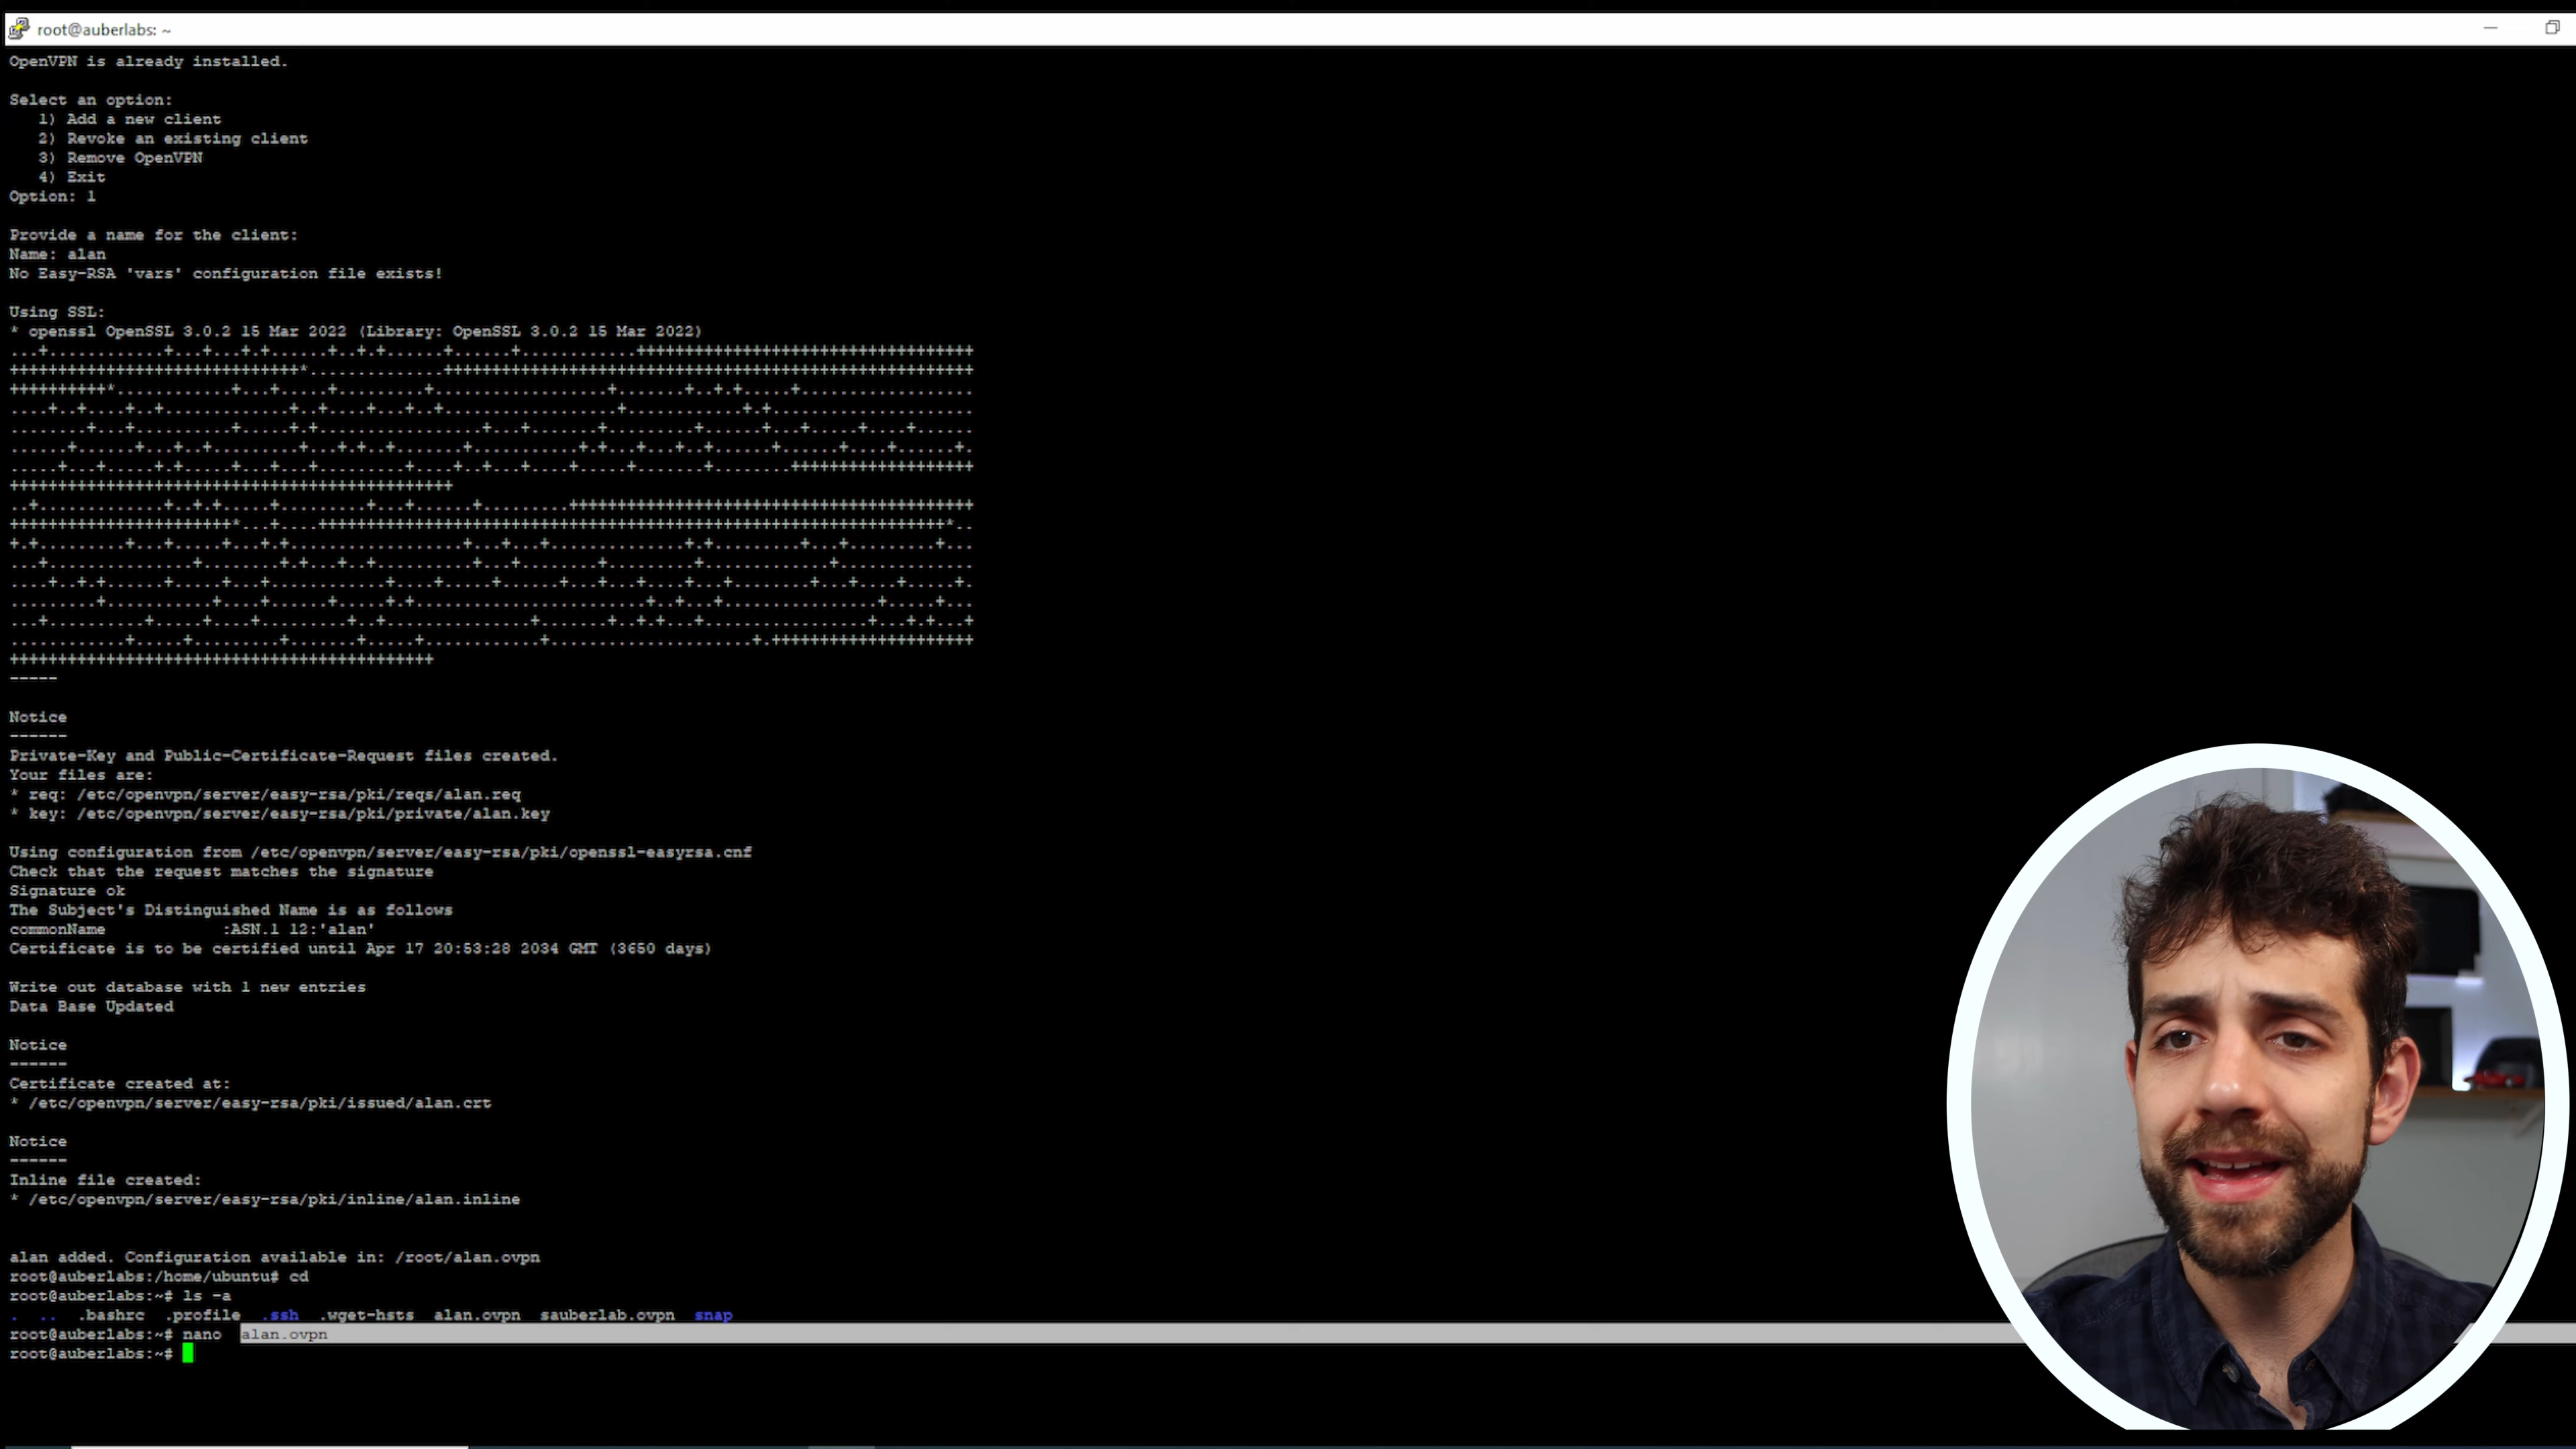 root@auberlabs: ~
OpenVPN is already installed.
Select an option:
1) Add a new client
2) Revoke an existing client
3) Remove OpenVPN
4) Exit
Option: 1
Provide a name for the client:
Name: alan
No Easy-RSA 'vars' configuration file exists!
Using SSL:
* openssl OpenSSL 3.0.2 15 Mar 2022 (Library: OpenSSL 3.0.2 15 Mar 2022)
-----
Notice
------
Private-Key and Public-Certificate-Request files created.
Your files are:
* req: /etc/openvpn/server/easy-rsa/pki/reqs/alan.req
* key: /etc/openvpn/server/easy-rsa/pki/private/alan.key
Using configuration from /etc/openvpn/server/easy-rsa/pki/openssl-easyrsa.cnf
Check that the request matches the signature
Signature ok
The Subject's Distinguished Name is as follows
commonName            :ASN.1 12:'alan'
Certificate is to be certified until Apr 17 20:53:28 2034 GMT (3650 days)
Write out database with 1 new entries
Data Base Updated
Notice
------
Certificate created at:
* /etc/openvpn/server/easy-rsa/pki/issued/alan.crt
Notice
------
Inline file created:
* /etc/openvpn/server/easy-rsa/pki/inline/alan.inline
alan added. Configuration available in: /root/alan.ovpn
root@auberlabs:/home/ubuntu# cd
root@auberlabs:~# ls -a
.  ..  .bashrc  .profile  .ssh  .wget-hsts  alan.ovpn  sauberlab.ovpn  snap
root@auberlabs:~# nano  alan.ovpn
root@auberlabs:~#